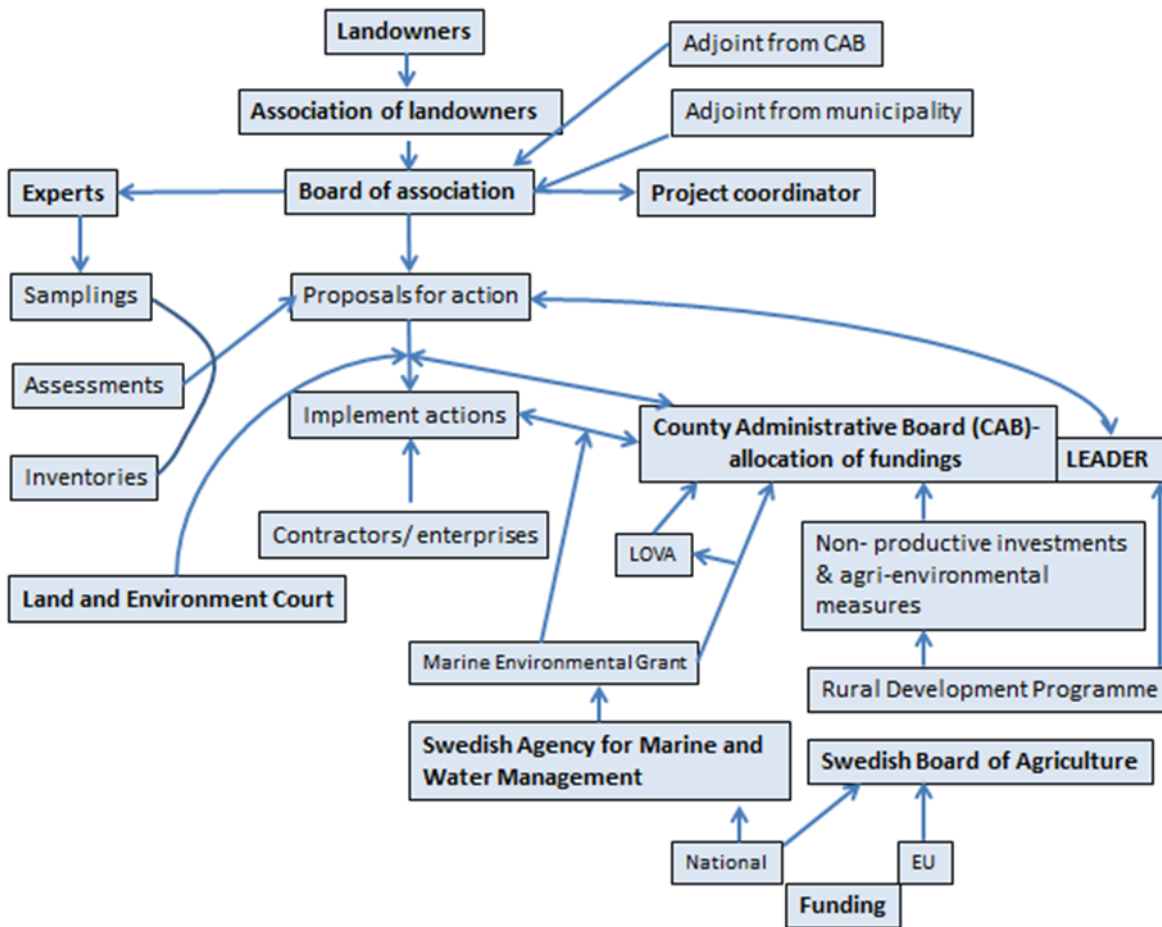 Landowners
Adjoint from CAB
Association of landowners
Adjoint from municipality
Experts
Board of association
Project coordinator
Samplings
Proposals for action
Assessments
Implement actions
County Administrative Board (CAB)-
allocation of fundings
LEADER
Inventories
Contractors/ enterprises
LOVA
Non- productive investments
& agri-environmental
measures
Land and Environment Court
Marine Environmental Grant
Rural Development Programme
Swedish Agency for Marine and
Water Management
Swedish Board of Agriculture
National
EU
Funding